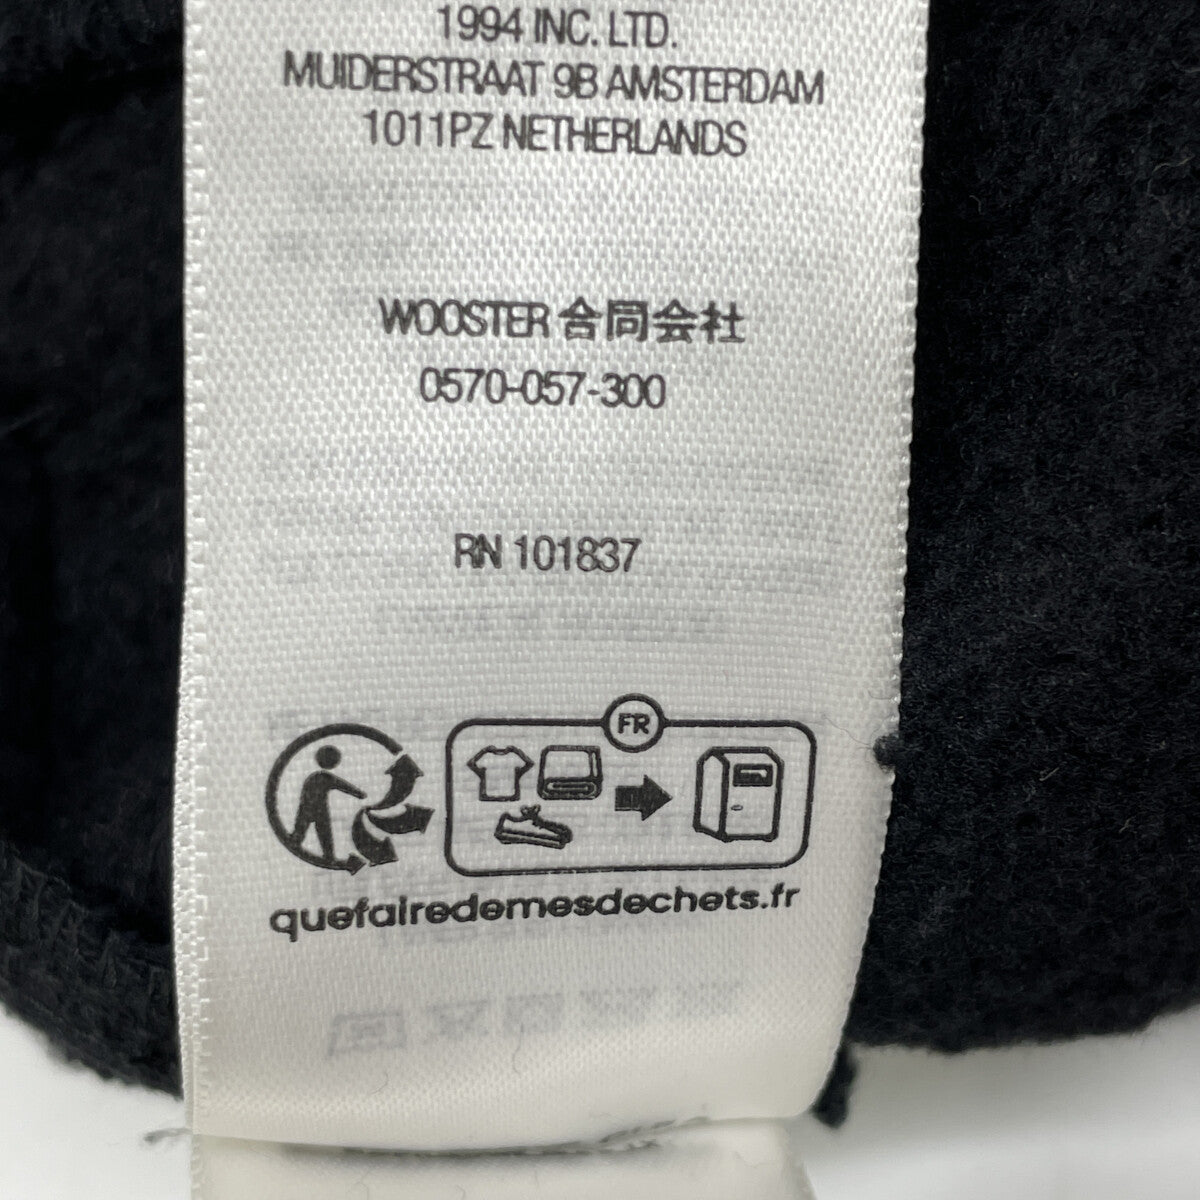 1994 INC. LTD.
MUIDERSTRAAT 9B AMSTERDAM
1011PZ NETHERLANDS
WOOSTER 合同会社
0570-057-300
RN 101837
FR
quefairedemesdechets.fr